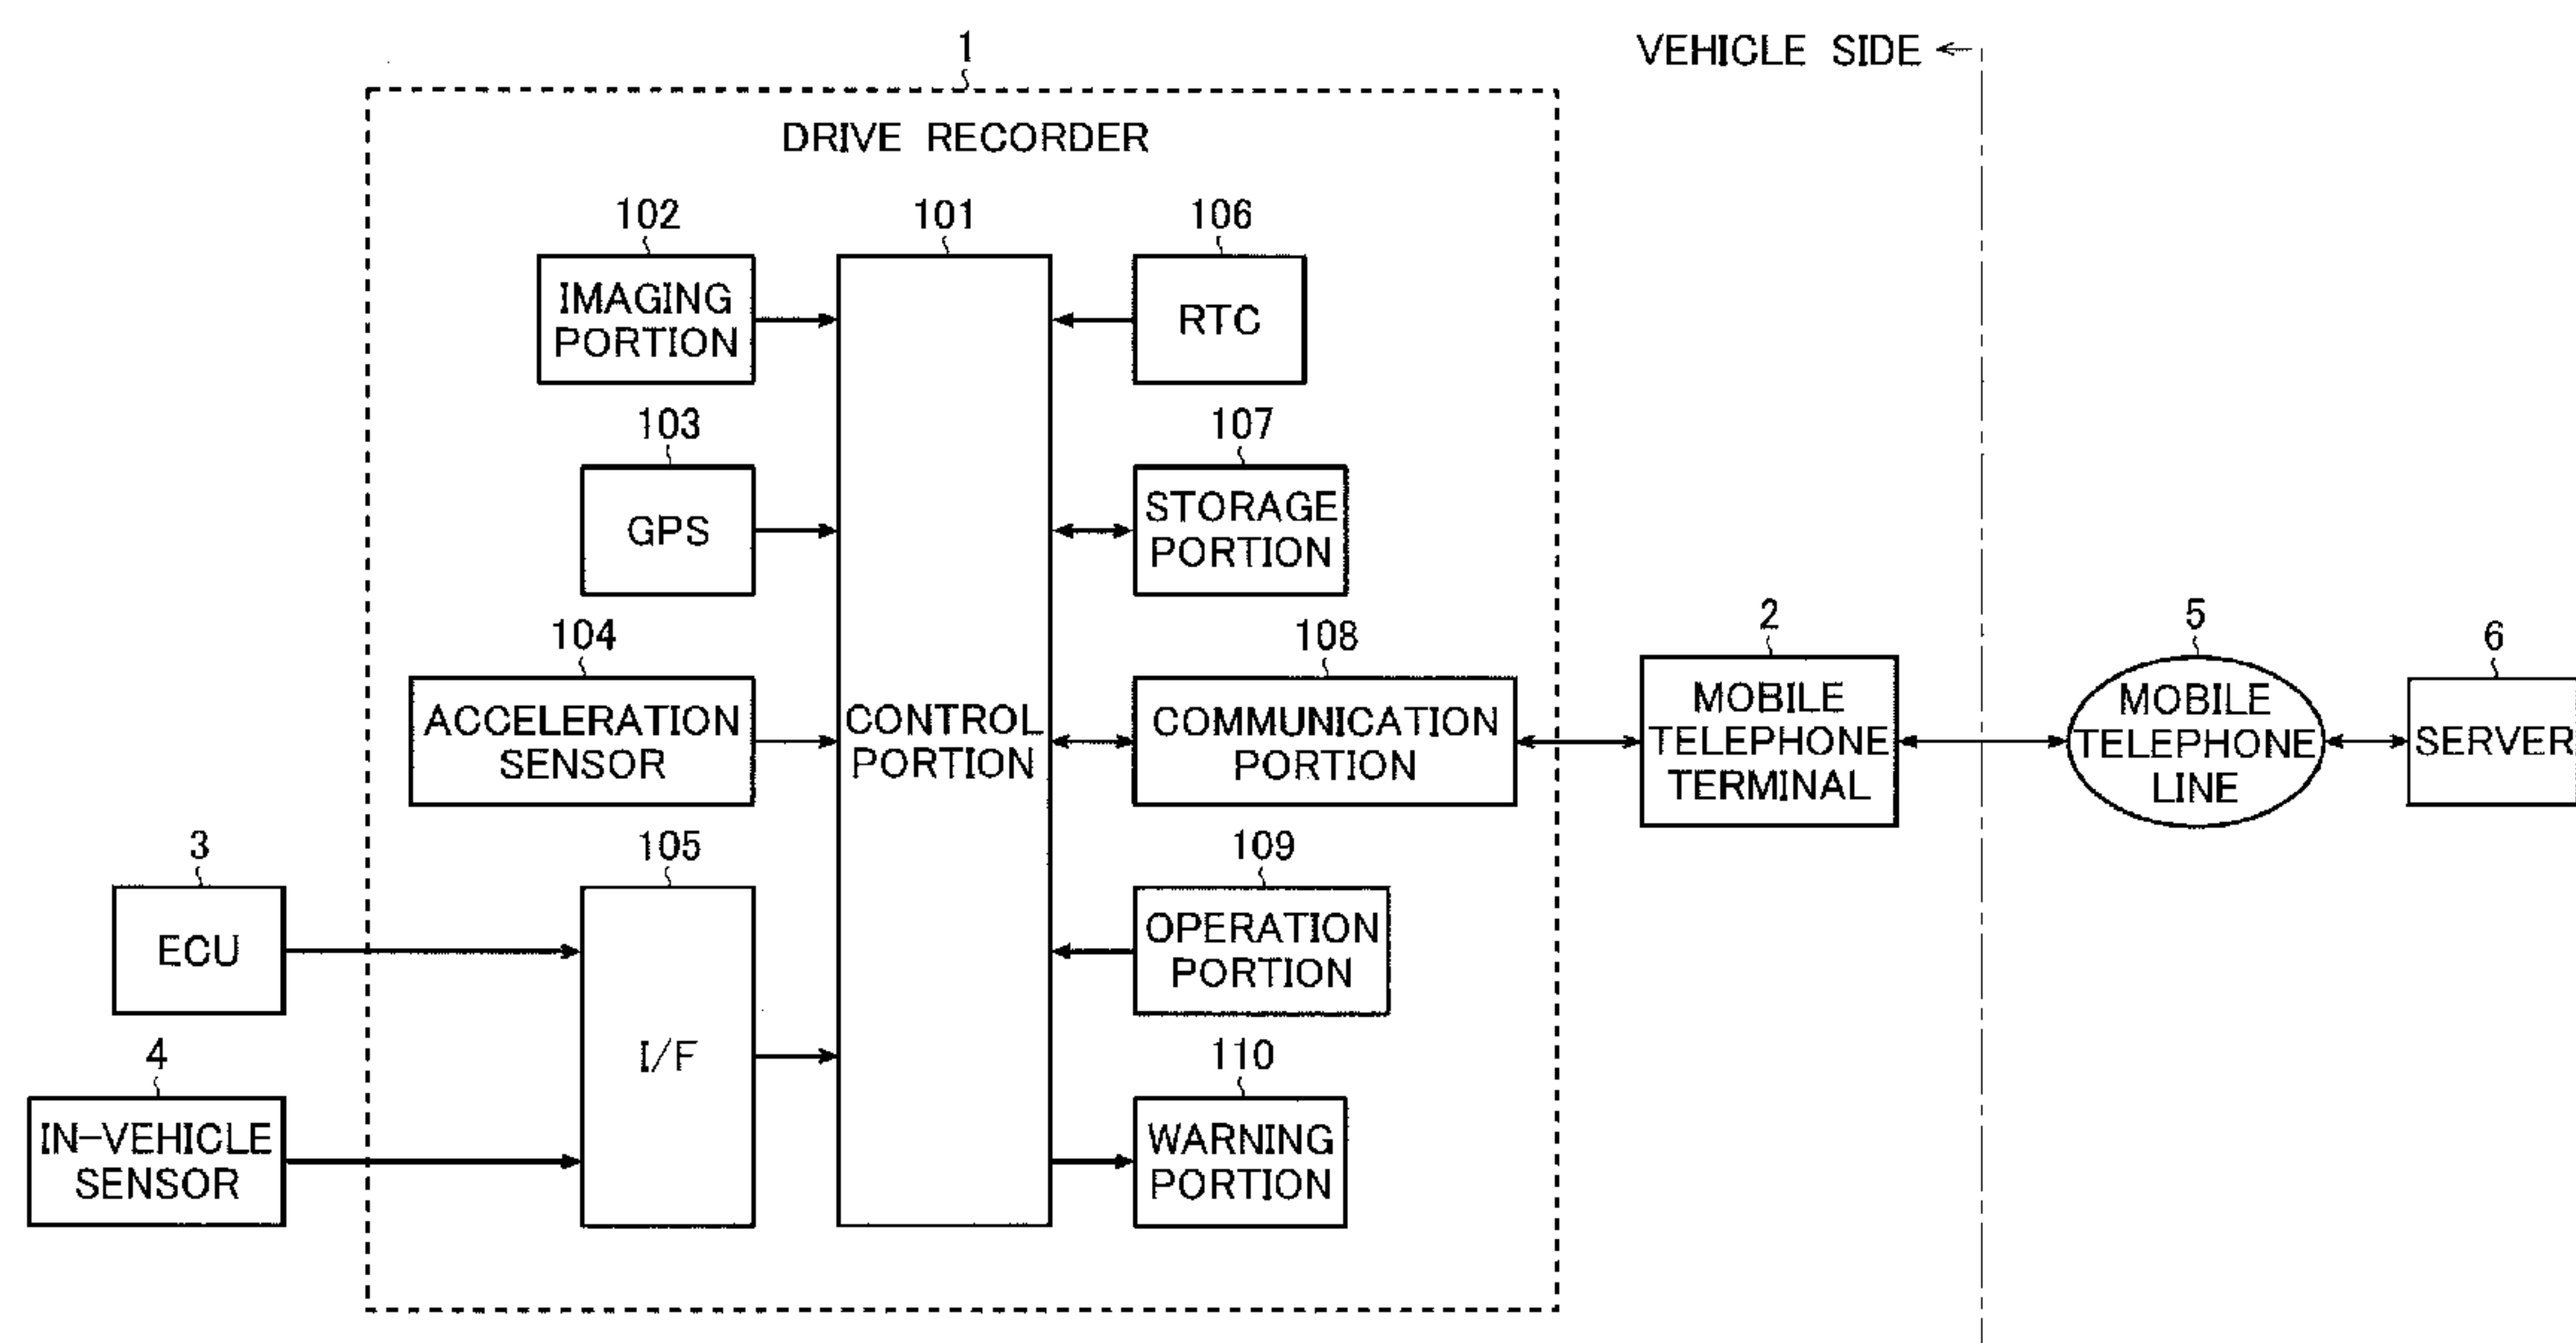 1
VEHICLE SIDE
DRIVE RECORDER
102
101
106
IMAGING
PORTION
RTC
103
107
GPS
STORAGE
PORTION
104
108
2
5
6
ACCELERATION
SENSOR
CONTROL
PORTION
COMMUNICATION
PORTION
MOBILE
TELEPHONE
TERMINAL
MOBILE
TELEPHONE
LINE
SERVER
3
105
109
ECU
I/F
OPERATION
PORTION
4
110
IN-VEHICLE
SENSOR
WARNING
PORTION